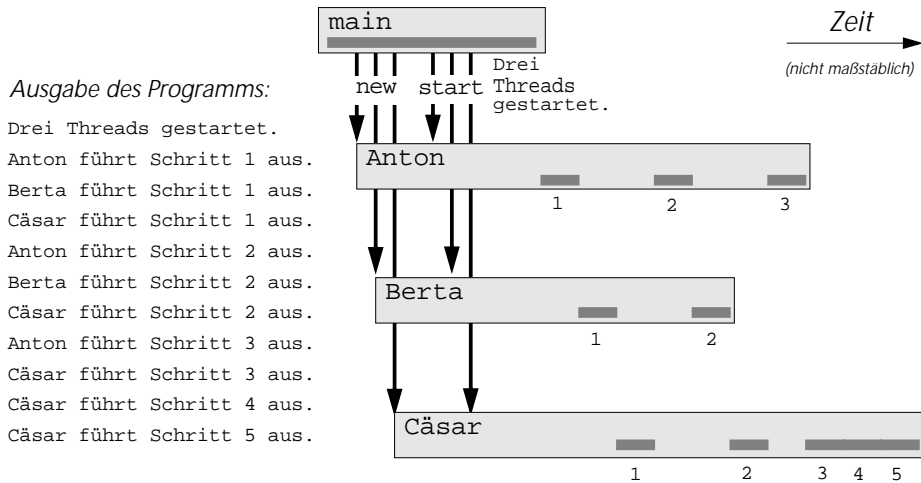 main
Zeit
(nicht maßstäblich)
new start
Drei
Threads
gestartet.
Ausgabe des Programms:
Drei Threads gestartet.
Anton führt Schritt 1 aus.
Berta führt Schritt 1 aus.
Cäsar führt Schritt 1 aus.
Anton führt Schritt 2 aus.
Berta führt Schritt 2 aus.
Cäsar führt Schritt 2 aus.
Anton führt Schritt 3 aus.
Cäsar führt Schritt 3 aus.
Cäsar führt Schritt 4 aus.
Cäsar führt Schritt 5 aus.
Anton
1 2 3
Berta
1 2
Cäsar
1 2 3 4 5